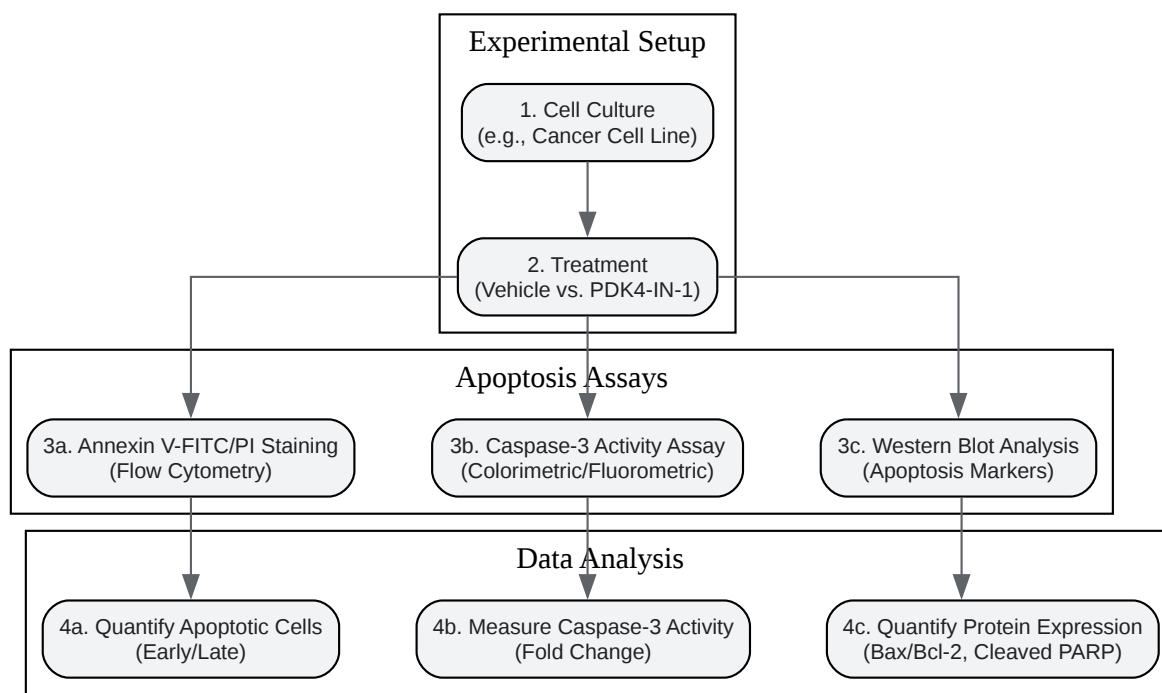 Experimental Setup
1. Cell Culture
(e.g., Cancer Cell Line)
2. Treatment
(Vehicle vs. PDK4-IN-1)
Apoptosis Assays
3a. Annexin V-FITC/PI Staining
(Flow Cytometry)
3b. Caspase-3 Activity Assay
(Colorimetric/Fluorometric)
3c. Western Blot Analysis
(Apoptosis Markers)
Data Analysis
4a. Quantify Apoptotic Cells
(Early/Late)
4b. Measure Caspase-3 Activity
(Fold Change)
4c. Quantify Protein Expression
(Bax/Bcl-2, Cleaved PARP)